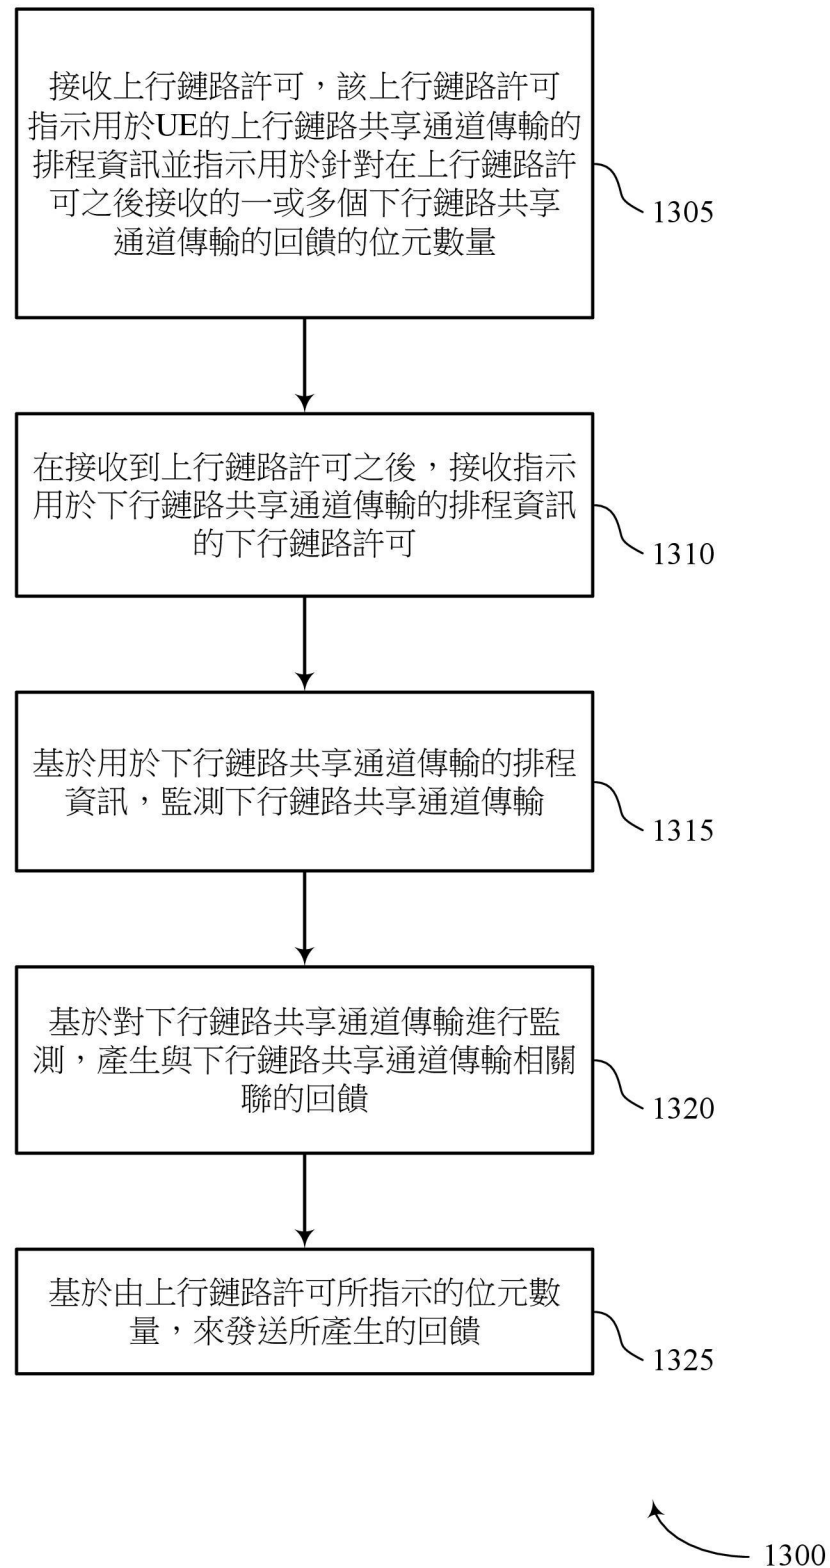 接收上行鏈路許可，該上行鏈路許可
指示用於UE的上行鏈路共享通道傳輸的
排程資訊並指示用於針對在上行鏈路許
可之後接收的一或多個下行鏈路共享
通道傳輸的回饋的位元數量
1305
在接收到上行鏈路許可之後，接收指示
用於下行鏈路共享通道傳輸的排程資訊
的下行鏈路許可
1310
基於用於下行鏈路共享通道傳輸的排程
資訊，監測下行鏈路共享通道傳輸
1315
基於對下行鏈路共享通道傳輸進行監
測，產生與下行鏈路共享通道傳輸相關
聯的回饋
1320
基於由上行鏈路許可所指示的位元數
量，來發送所產生的回饋
1325
1300